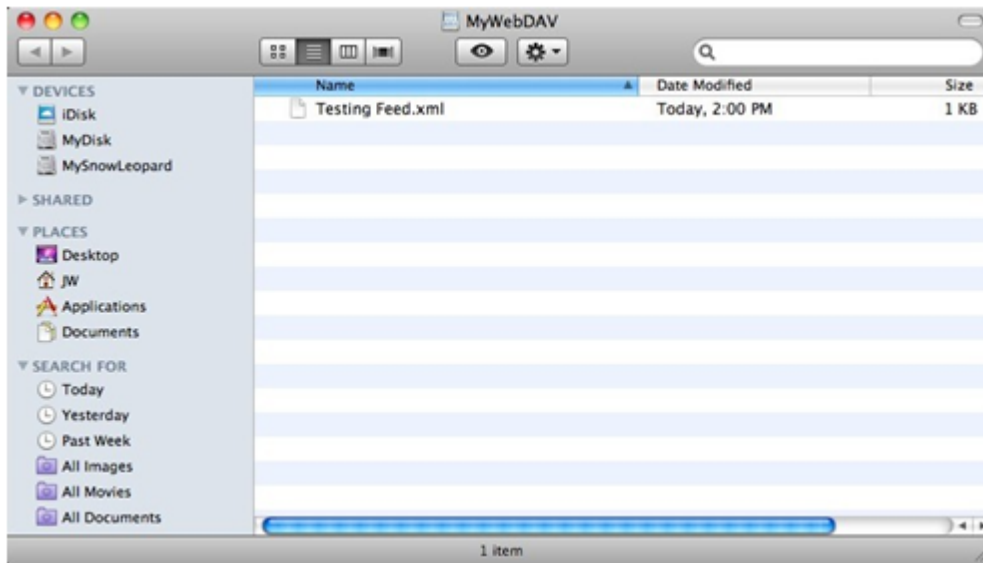 MyWebDAV
DEVICES
iDisk
MyDisk
MySnowLeopard
SHARED
PLACES
Desktop
JW
Applications
Documents
SEARCH FOR
Today
Yesterday
Past Week
All Images
All Movies
All Documents
Name Date Modified Size
Testing Feed.xml Today, 2:00 PM 1 KB
1 item